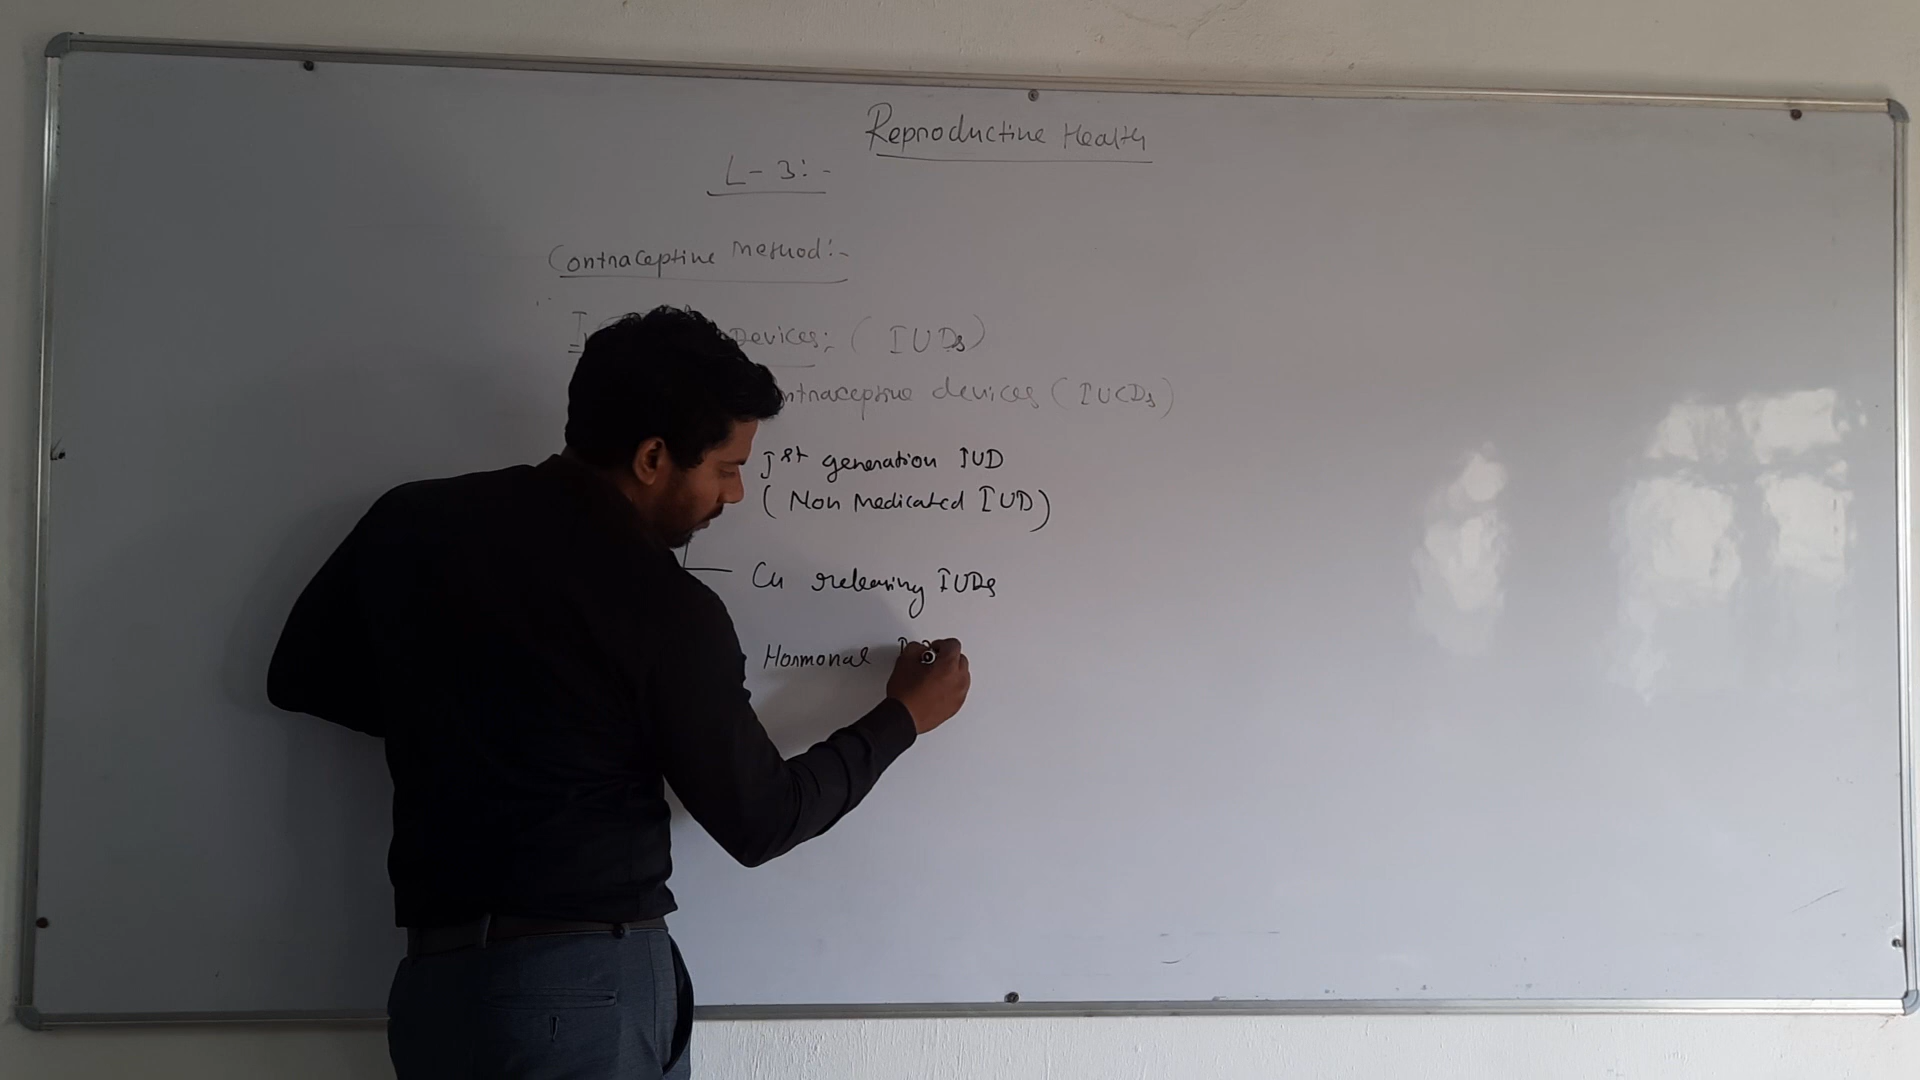 Reproductive Health
L-3:-
Contraceptive Method:-
Devices: (IUDs)
devices (IUCDs)
1st generation IUD
(Non Medicated IUD)
Cu releasing IUDs
Hormonal